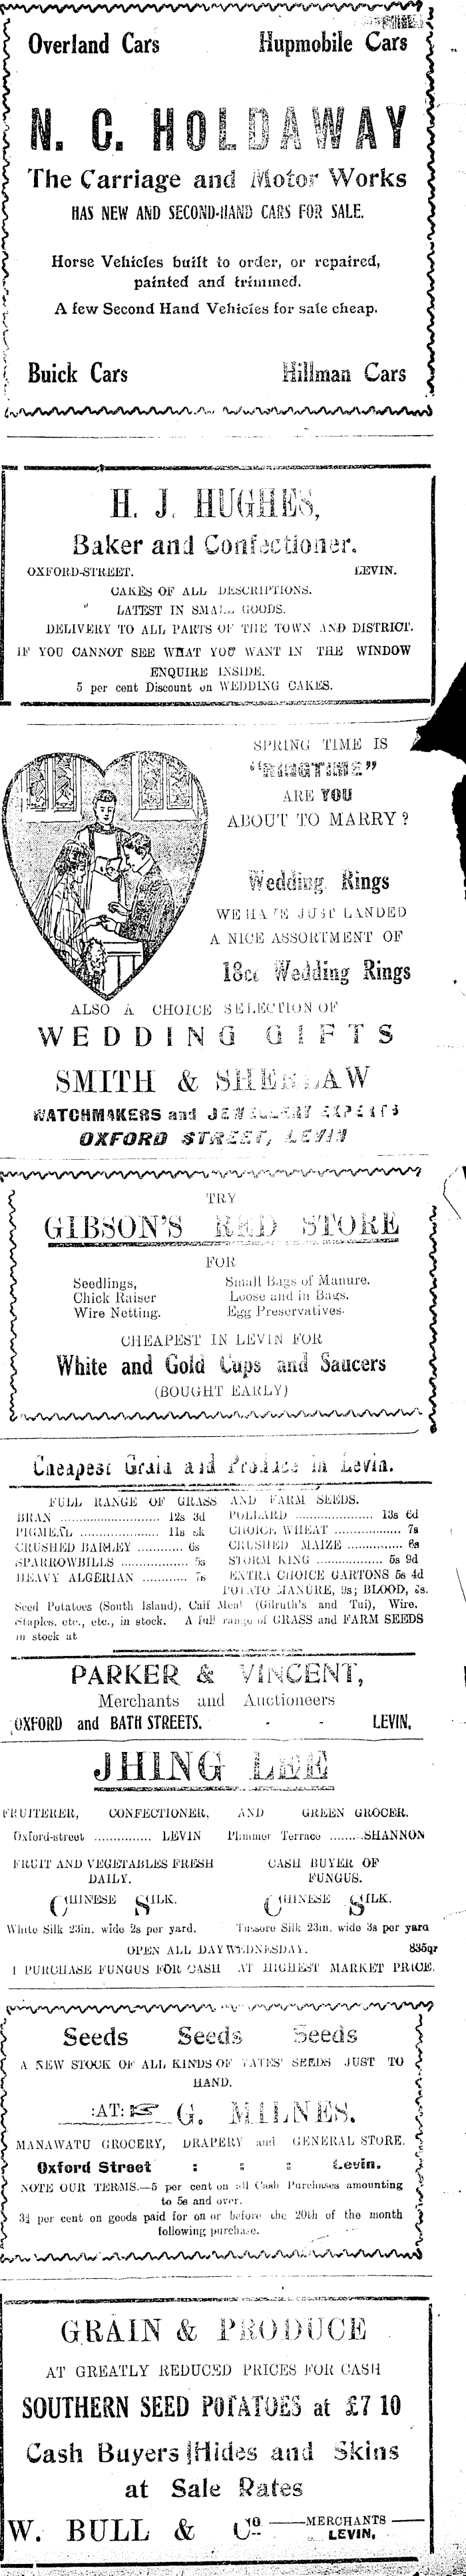 Overland Cars Hupmobile Cars
N. C. HOLDAWAY
The Carriage and Motor Works
HAS NEW AND SECOND-HAND CARS FOR SALE.
Horse Vehicles built to order, or repaired,
painted and trimmed.
A few Second Hand Vehicles for sale cheap.
Buick Cars Hillman Cars
H. J. HUGHES,
Baker and Confectioner.
OXFORD-STREET. LEVIN.
CAKES OF ALL DESCRIPTIONS.
LATEST IN SMALL GOODS.
DELIVERY TO ALL PARTS OF THE TOWN AND DISTRICT.
IF YOU CANNOT SEE WHAT YOU WANT IN THE WINDOW
ENQUIRE INSIDE.
5 per cent Discount on WEDDING CAKES.
SPRING TIME IS
"RINGTIME"
ARE YOU
ABOUT TO MARRY?
Wedding Rings
WE HAVE JUST LANDED
A NICE ASSORTMENT OF
18ct Wedding Rings
ALSO A CHOICE SELECTION OF
WEDDING GIFTS
SMITH & SHERLAW
WATCHMAKERS and JEWELLERY EXPERTS
OXFORD STREET, LEVIN
TRY
GIBSON'S RED STORE
FOR
Seedlings, Small Bags of Manure.
Chick Raiser Loose and in Bags.
Wire Netting. Egg Preservatives.
CHEAPEST IN LEVIN FOR
White and Gold Cups and Saucers
(BOUGHT EARLY)
Cheapest Grain and Produce in Levin.
FULL RANGE OF GRASS AND FARM SEEDS.
BRAN ........................ 12s 3d POLLARD ........................ 13s 6d
PIGMEAL ........................ 11s CHOICE WHEAT .................. 7s
CRUSHED BARLEY ............ 6s CRUSHED MAIZE ............... 6s
SPARROWBILLS .................. 5s STORM KING .................. 5s 9d
HEAVY ALGERIAN ............ 7s EXTRA CHOICE GARTONS 5s 4d
POTATO MANURE, 9s; BLOOD,
Seed Potatoes (South Island), Calf Meal (Gilruth's and Tui), Wire.
Staples. etc., etc., in stock. A full range of GRASS and FARM SEEDS
in stock at
PARKER & VINCENT,
Merchants and Auctioneers
OXFORD and BATH STREETS. - - LEVIN,
JHING LEE
FRUITERER, CONFECTIONER, AND GREEN GROCER.
Oxford-street ............... LEVIN Plimmer Terrace .........SHANNON
FRUIT AND VEGETABLES FRESH CASH BUYER OF
DAILY. FUNGUS.
CHINESE SILK. CHINESE SILK.
White Silk 23in. wide 2s per yard. Tussore Silk 23in. wide 3s per yard
OPEN ALL DAY WEDNESDAY. 835qr
I PURCHASE FUNGUS FOR CASH AT HIGHEST MARKET PRICE.
Seeds Seeds Seeds
A NEW STOCK OF ALL KINDS OF YATES' SEEDS JUST TO
HAND.
:AT: G. MILNES.
MANAWATU GROCERY, DRAPERY and GENERAL STORE.
Oxford Street : : : Levin.
NOTE OUR TERMS.—5 per cent on all Cash Purchases amounting
to 5s and over.
3¾ per cent on goods paid for on or before the 20th of the month
following purchase.
GRAIN & PRODUCE
AT GREATLY REDUCED PRICES FOR CASH
SOUTHERN SEED POTATOES at £7 10
Cash Buyers Hides and Skins
at Sale Rates
W. BULL & Co. — MERCHANTS —
LEVIN,